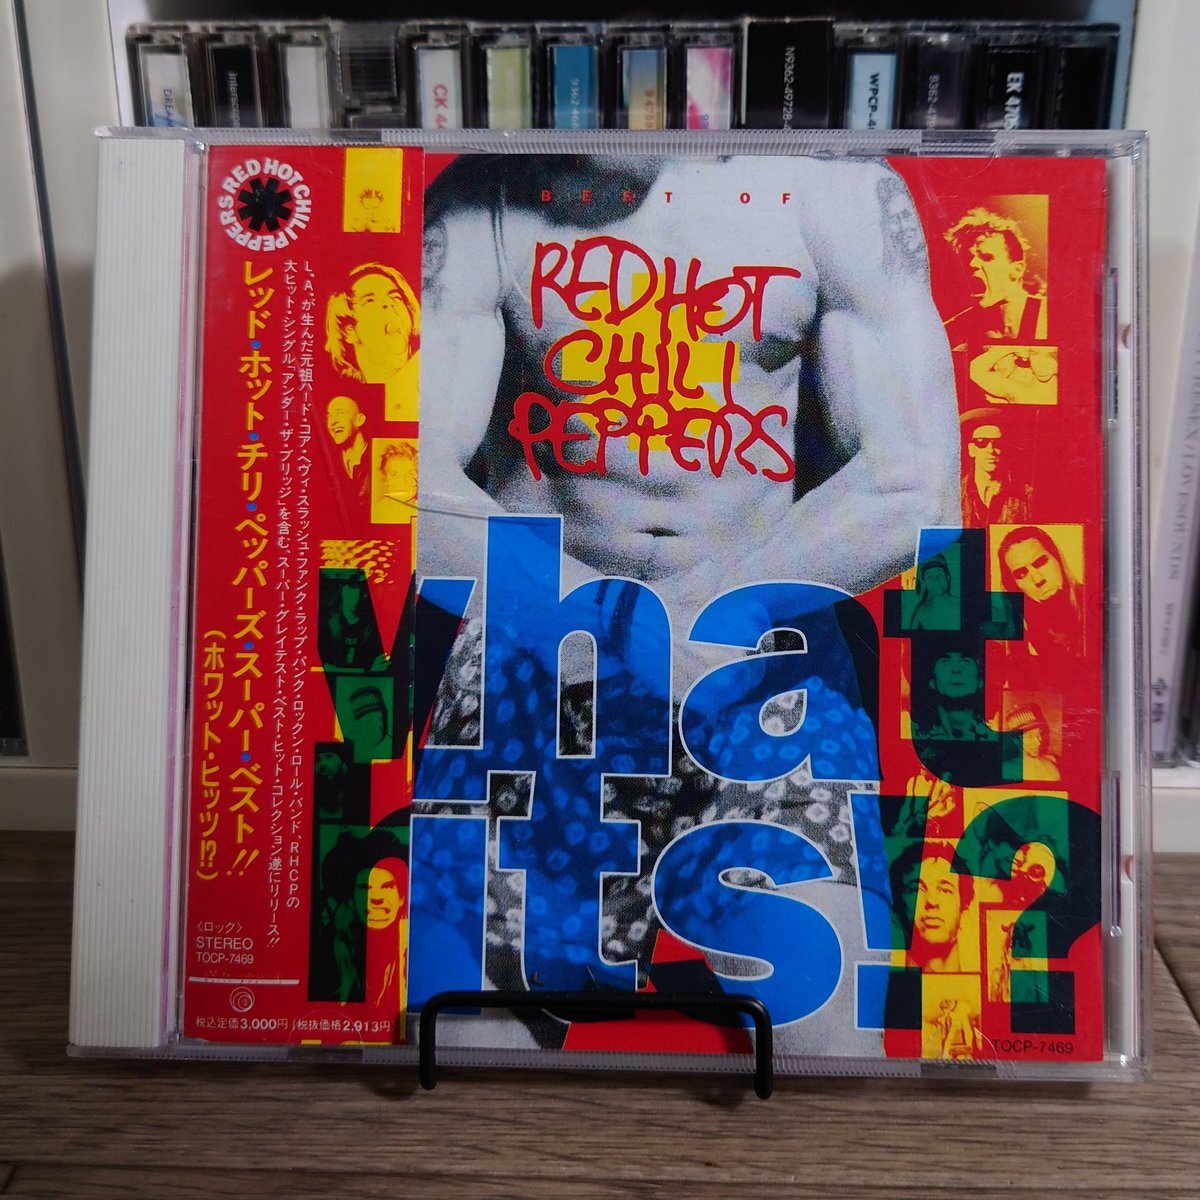 DREA
CK 44
9362-449
N9362-49728-4
WPCP-4
9362-47
EK 470
RED HOT CHILI PEPPERS
レッド・ホット・チリ・ペッパーズ・スーパー・ベスト!!
(ホワット・ヒッツ!?)
L.A.が生んだ元祖ハード・コア・ヘヴィ・スラッシュ・ファンク・ラップ・パンク・ロックン・ロール・バンド、RHCPの
大ヒット・シングル「アンダー・ザ・ブリッジ」を含む、スーパー・グレイテスト・ベスト・ヒット・コレクション遂にリリース!!
〈ロック〉
STEREO
TOCP-7469
税込定価3,000円(税抜価格2,913円)
BEST OF
RED HOT
CHILI
PEPPERS
what
hits!?
TOCP-7469